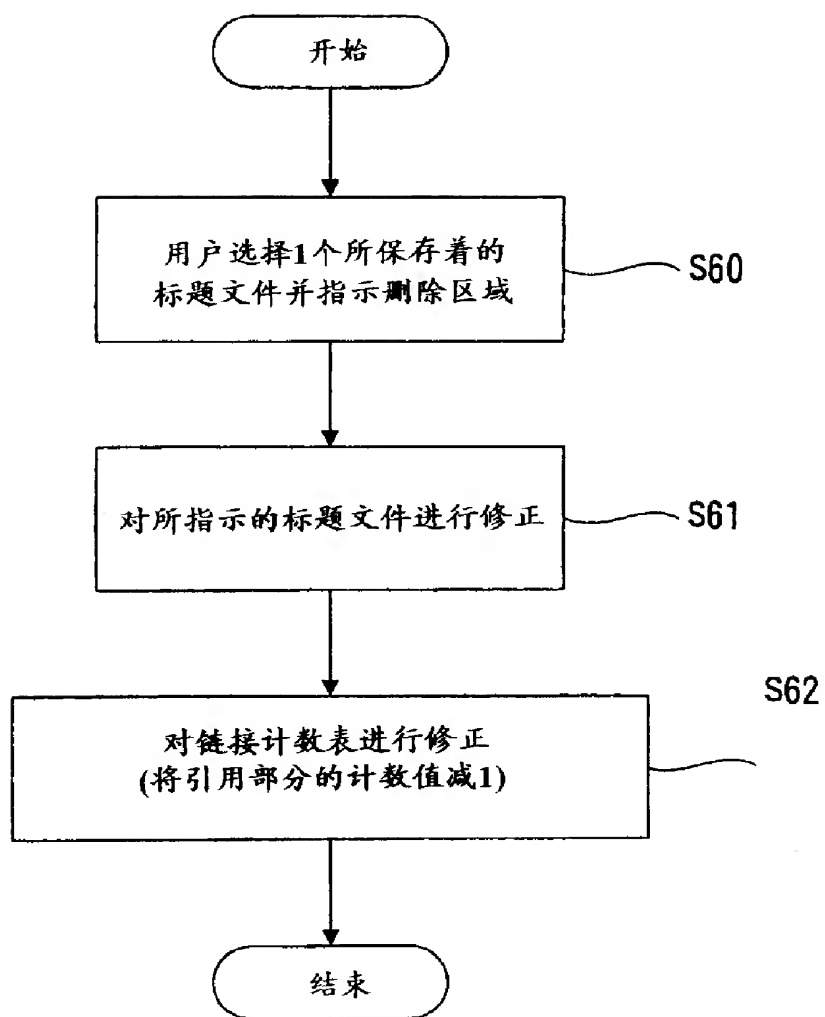 开始
用户选择1个所保存着的
标题文件并指示删除区域
S60
对所指示的标题文件进行修正
S61
S62
对链接计数表进行修正
(将引用部分的计数值减1)
结束